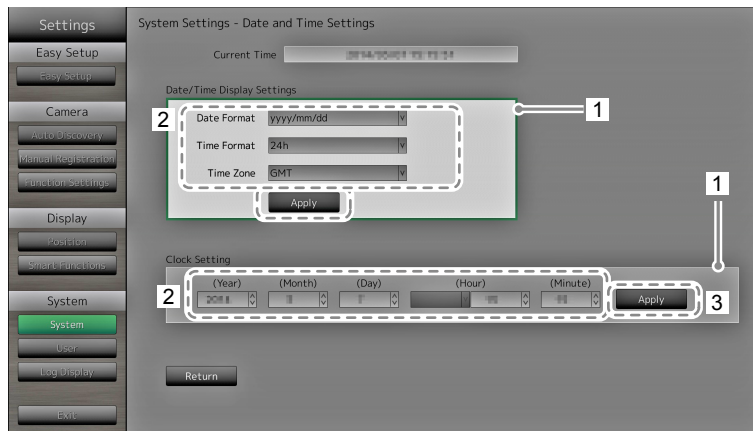 Settings
Easy Setup
Easy Setup
Camera
Auto Discovery
Manual Registration
Function Settings
Display
Position
Smart Functions
System
System
User
Log Display
Exit
System Settings - Date and Time Settings
Current Time
Date/Time Display Settings
1
2
Date Format yyyy/mm/dd
Time Format 24h
Time Zone GMT
Apply
1
Clock Setting
2
(Year) (Month) (Day) (Hour) (Minute)
Apply
3
Return